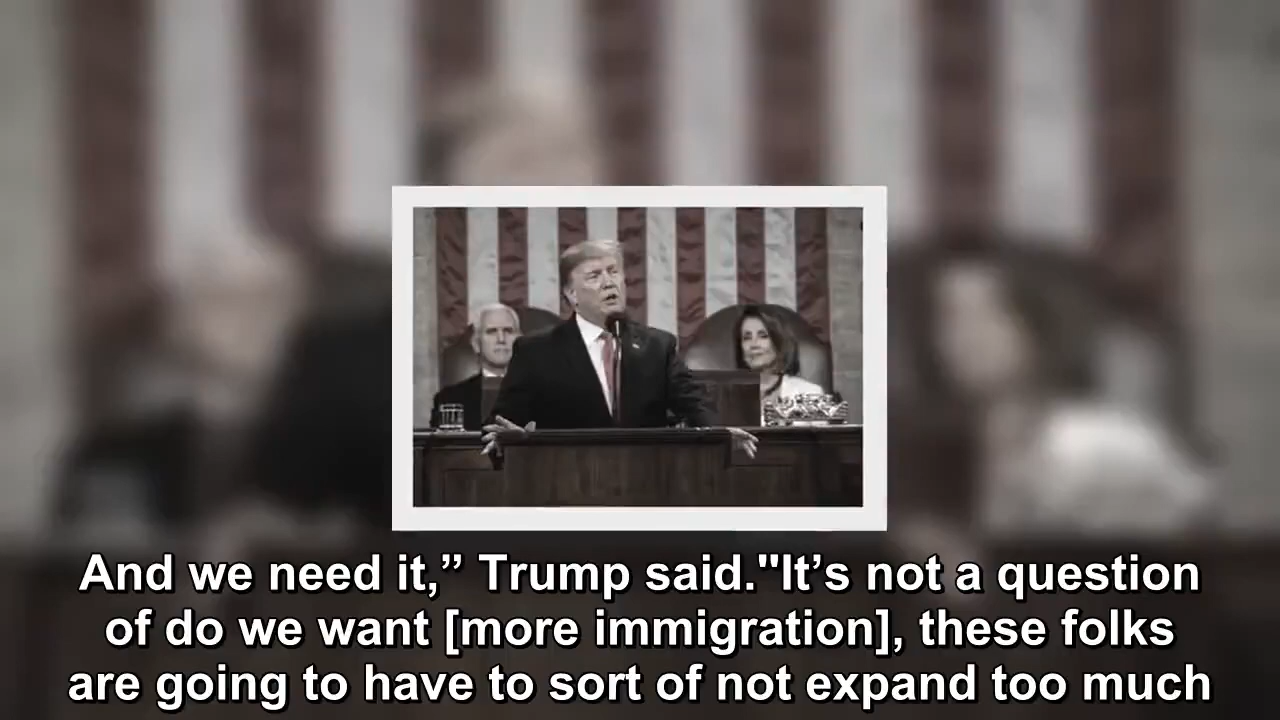 And we need it,” Trump said."It’s not a question
of do we want [more immigration], these folks
are going to have to sort of not expand too much